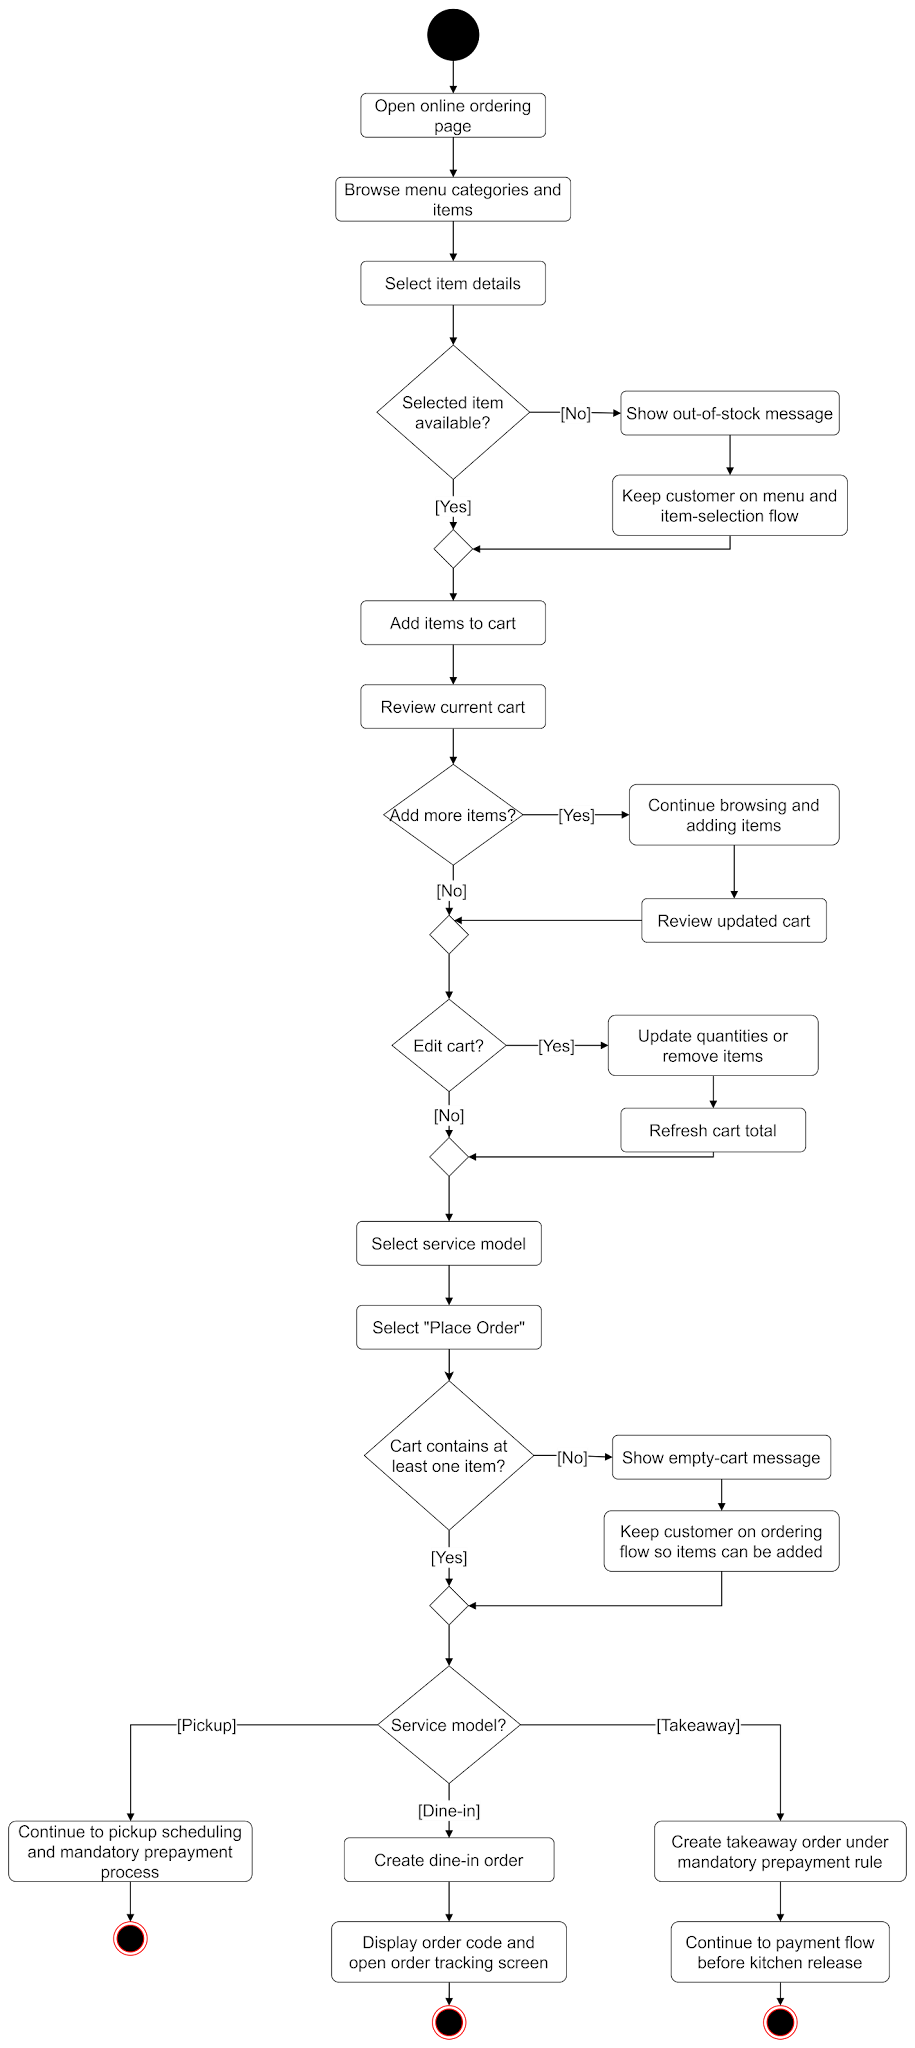 Open online ordering
page
Browse menu categories and
items
Select item details
Selected item
available?
[No]
Show out-of-stock message
Keep customer on menu and
item-selection flow
[Yes]
Add items to cart
Review current cart
Add more items?
[Yes]
Continue browsing and
adding items
[No]
Review updated cart
Edit cart?
[Yes]
Update quantities or
remove items
[No]
Refresh cart total
Select service model
Select "Place Order"
Cart contains at
least one item?
[No]
Show empty-cart message
Keep customer on ordering
flow so items can be added
[Yes]
Service model?
[Pickup]
[Takeaway]
[Dine-in]
Continue to pickup scheduling
and mandatory prepayment
process
Create dine-in order
Create takeaway order under
mandatory prepayment rule
Display order code and
open order tracking screen
Continue to payment flow
before kitchen release